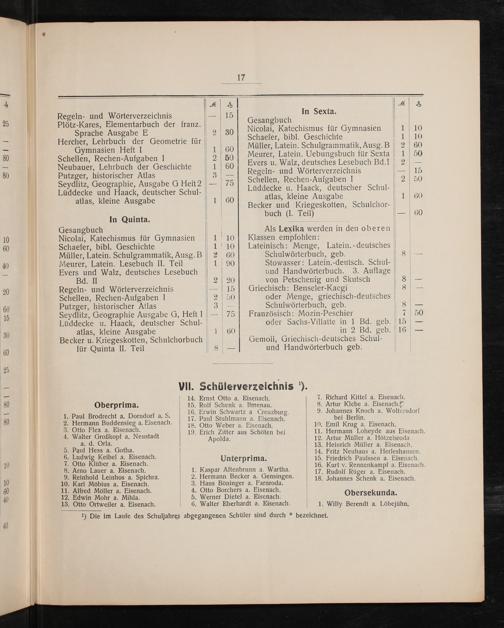 17
ℳ ₰
Regeln- und Wörterverzeichnis — 15
Plötz-Kares, Elementarbuch der franz.
Sprache Ausgabe E 2 30
Hercher, Lehrbuch der Geometrie für
Gymnasien Heft I 1 60
Schellen, Rechen-Aufgaben I 2 50
Neubauer, Lehrbuch der Geschichte 1 60
Putzger, historischer Atlas 3 —
Seydlitz, Geographie, Ausgabe G Heft 2 — 75
Lüddecke und Haack, deutscher Schul-
atlas, kleine Ausgabe 1 60
In Quinta.
Gesangbuch
Nicolai, Katechismus für Gymnasien 1 10
Schaefer, bibl. Geschichte 1 10
Müller, Latein. Schulgrammatik, Ausg. B 2 60
Meurer, Latein. Lesebuch II. Teil 1 90
Evers und Walz, deutsches Lesebuch
Bd. II 2 20
Regeln- und Wörterverzeichnis — 15
Schellen, Rechen-Aufgaben I 2 50
Putzger, historischer Atlas 3 —
Seydlitz, Geographie Ausgabe G, Heft I — 75
Lüddecke u. Haack, deutscher Schul-
atlas, kleine Ausgabe 1 60
Becker u. Kriegeskotten, Schulchorbuch
für Quinta II. Teil 8 —
ℳ ₰
In Sexta.
Gesangbuch
Nicolai, Katechismus für Gymnasien 1 10
Schaefer, bibl. Geschichte 1 10
Müller, Latein. Schulgrammatik, Ausg. B 2 60
Meurer, Latein. Uebungsbuch für Sexta 1 50
Evers u. Walz, deutsches Lesebuch Bd. I 2 —
Regeln- und Wörterverzeichnis — 15
Schellen, Rechen-Aufgaben I 2 50
Lüddecke u. Haack, deutscher Schul-
atlas, kleine Ausgabe 1 60
Becker und Kriegeskotten, Schulchor-
buch (I. Teil) — 60
Als Lexika werden in den oberen
Klassen empfohlen:
Lateinisch: Menge, Latein.-deutsches
Schulwörterbuch, geb. 8 —
Stowasser: Latein.-deutsch. Schul-
und Handwörterbuch. 3. Auflage
von Petschenig und Skutsch 8 —
Griechisch: Benseler-Kaegi 8 —
oder Menge, griechisch-deutsches
Schulwörterbuch, geb. 8 —
Französisch: Mozin-Peschier 7 50
oder Sachs-Villatte in 1 Bd. geb. 15 —
in 2 Bd. geb. 16 —
Gemoll, Griechisch-deutsches Schul-
und Handwörterbuch geb.
VII. Schülerverzeichnis ¹).
Oberprima.
1. Paul Brodrecht a. Dorndorf a. S.
2. Hermann Buddensieg a. Eisenach.
3. Otto Flex a. Eisenach.
4. Walter Großkopf a. Neustadt
a. d. Orla.
5. Paul Hess a. Gotha.
6. Ludwig Keibel a. Eisenach.
7. Otto Klüber a. Eisenach.
8. Arno Lauer a. Eisenach.
9. Reinhold Leinhos a. Spichra.
10. Karl Möbius a. Eisenach.
11. Alfred Möller a. Eisenach.
12. Edwin Mohr a. Mihla.
13. Otto Ortweiler a. Eisenach.
14. Ernst Otto a. Eisenach.
15. Rolf Schenk a. Ilmenau.
16. Erwin Schwartz a. Creuzburg.
17. Paul Stuhlmann a. Eisenach.
18. Otto Weber a. Eisenach.
19. Erich Zitter aus Schöten bei
Apolda.
Unterprima.
1. Kaspar Altenbrunn a. Wartha.
2. Hermann Becker a. Gensungen.
3. Hans Bösinger a. Farnroda.
4. Otto Borchers a. Eisenach.
5. Werner Dietel a. Eisenach.
6. Walter Eberhardt a. Eisenach.
7. Richard Kittel a. Eisenach.
8. Artur Klebe a. Eisenach.
9. Johannes Knoch a. Woltersdorf
bei Berlin.
10. Emil Krug a. Eisenach.
11. Hermann Loheyde aus Eisenach.
12. Artur Müller a. Hötzelsroda
13. Heinrich Müller a. Eisenach.
14. Fritz Neuhaus a. Herleshausen.
15. Friedrich Paulssen a. Eisenach.
16. Kurt v. Rennenkampf a. Eisenach.
17. Rudolf Röger a. Eisenach.
18. Johannes Schenk a. Eisenach.
Obersekunda.
1. Willy Berendt a. Löbejühn.
¹) Die im Laufe des Schuljahres abgegangenen Schüler sind durch * bezeichnet.